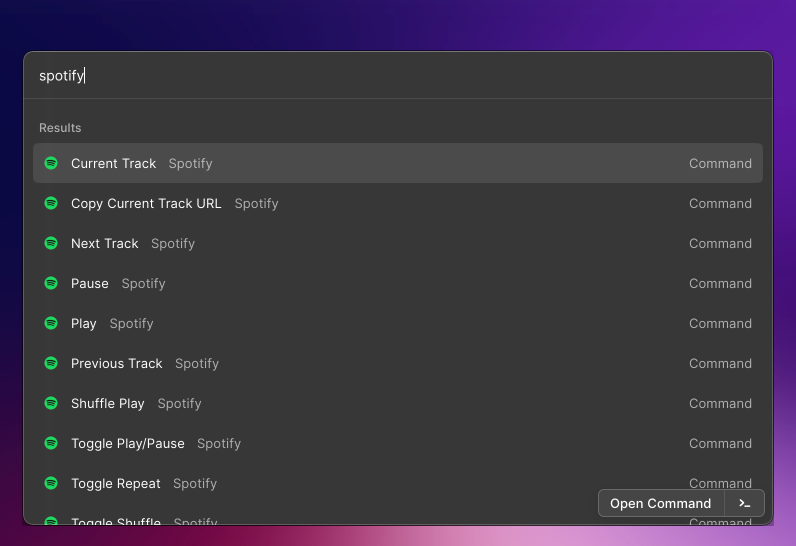 spotify
Results
Current Track Spotify Command
Copy Current Track URL Spotify Command
Next Track Spotify Command
Pause Spotify Command
Play Spotify Command
Previous Track Spotify Command
Shuffle Play Spotify Command
Toggle Play/Pause Spotify Command
Toggle Repeat Spotify Command
Open Command >_
Toggle Shuffle Spotify Command